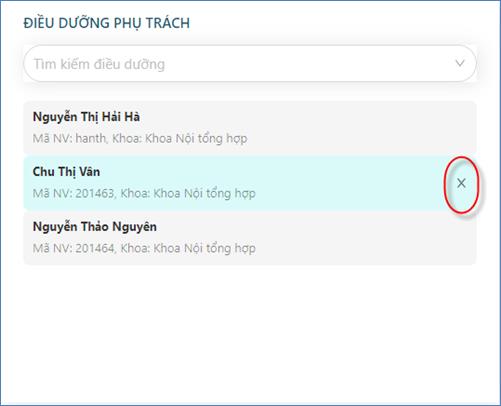 ĐIỀU DƯỠNG PHỤ TRÁCH
Tìm kiếm điều dưỡng
Nguyễn Thị Hải Hà
Mã NV: hanth, Khoa: Khoa Nội tổng hợp
Chu Thị Vân
Mã NV: 201463, Khoa: Khoa Nội tổng hợp
Nguyễn Thảo Nguyên
Mã NV: 201464, Khoa: Khoa Nội tổng hợp